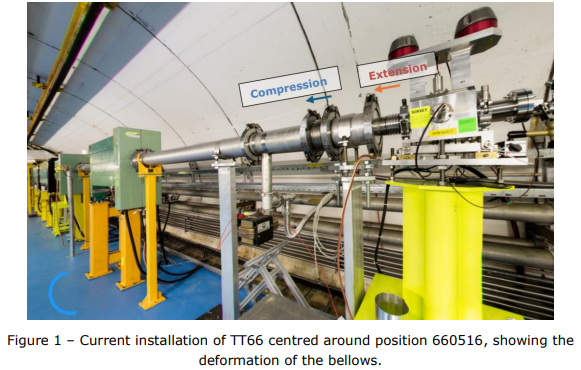 Compression
Extension
Figure 1 – Current installation of TT66 centred around position 660516, showing the
deformation of the bellows.